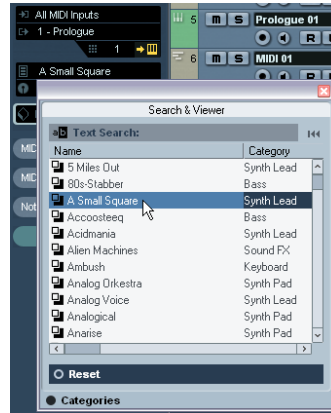 All MIDI Inputs
1 - Prologue
1
A Small Square
5 M S Prologue 01
6 M S MIDI 01
Search & Viewer
ab Text Search:
Name Category
5 Miles Out Synth Lead
80s-Stabber Bass
A Small Square Synth Lead
Accoosteeq Bass
Acidmania Synth Lead
Alien Machines Sound FX
Ambush Keyboard
Analog Orkestra Synth Pad
Analog Voice Synth Lead
Analogical Synth Pad
Anarise Synth Pad
Reset
Categories